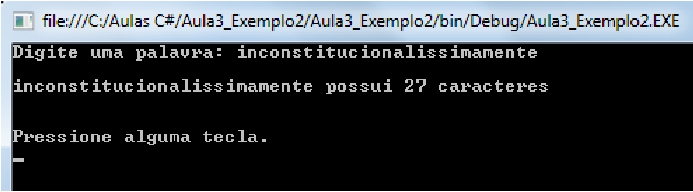 file:///C:/Aulas C#/Aula3_Exemplo2/Aula3_Exemplo2/bin/Debug/Aula3_Exemplo2.EXE
Digite uma palavra: inconstitucionalissimamente
inconstitucionalissimamente possui 27 caracteres
Pressione alguma tecla.